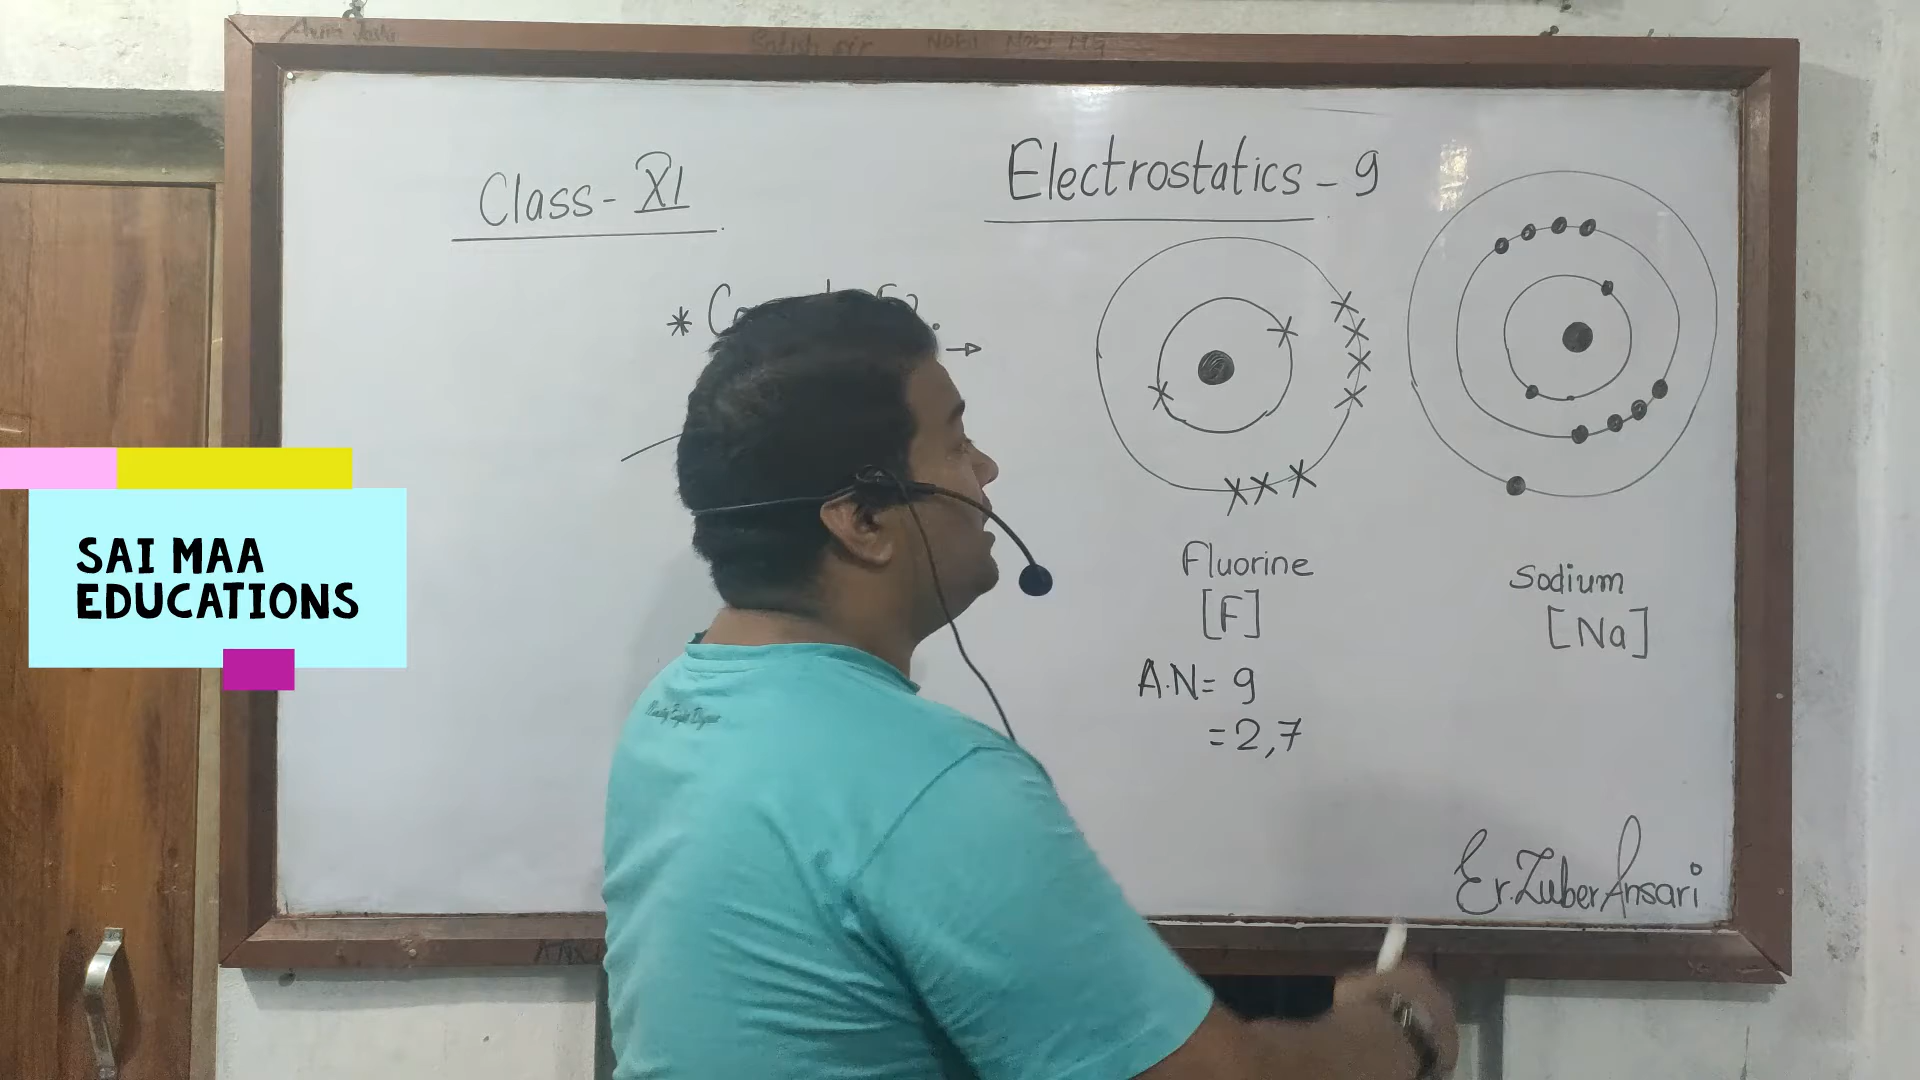 Class - XI
Electrostatics - 9
Fluorine
[F]
A.N = 9
= 2,7
Sodium
[Na]
SAI MAA
EDUCATIONS
Er. Zuber Ansari